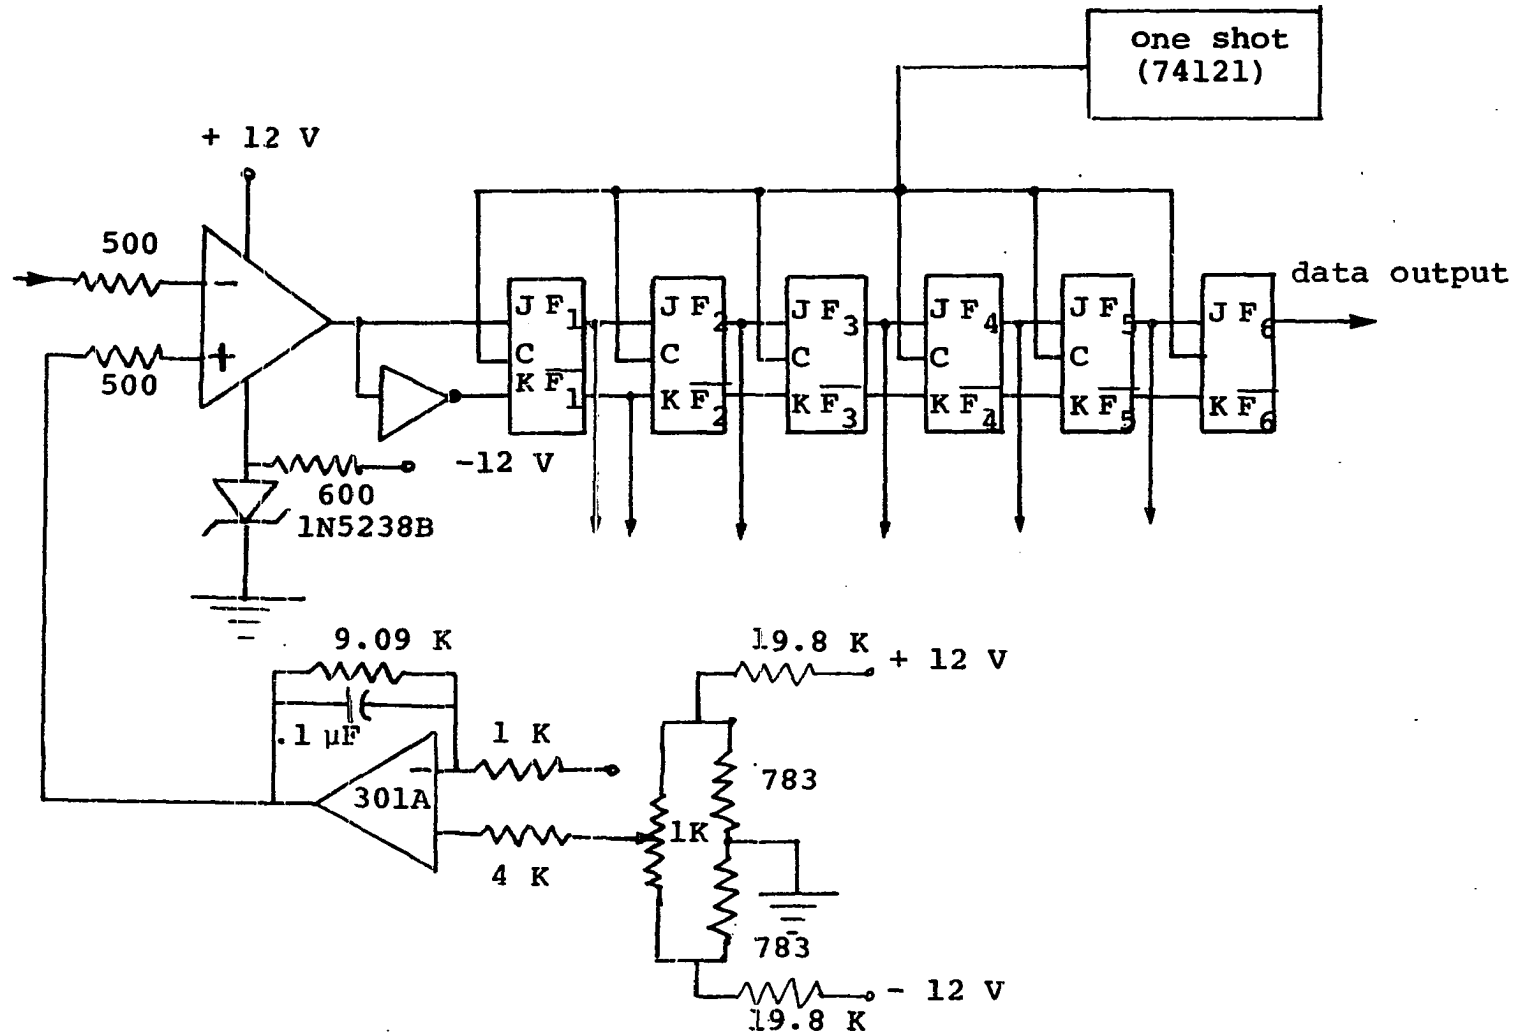 one shot
(74121)
+ 12 V
500
data output
J F1
J F2
J F3
J F4
J F5
J F6
-
+
C
C
C
C
C
500
K F̅1
K F̅2
K F̅3
K F̅4
K F̅5
K F̅6
-12 V
600
1N5238B
9.09 K
19.8 K
+ 12 V
.1 µF
1 K
-
301A
783
1K
4 K
783
- 12 V
19.8 K